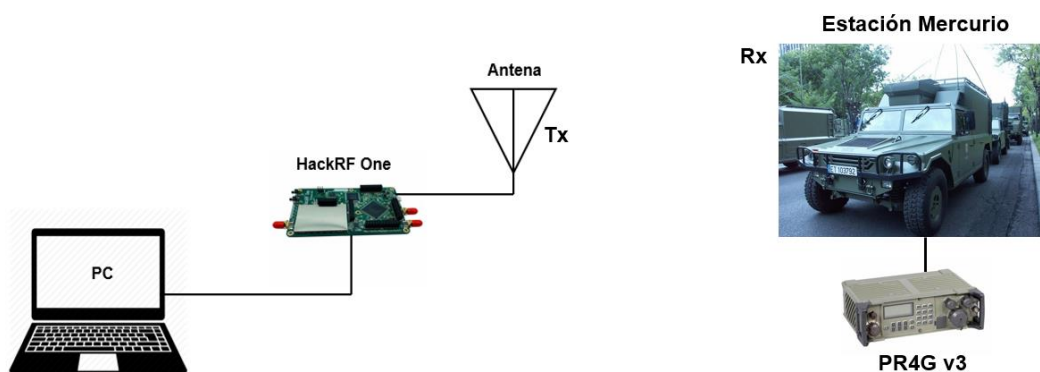 Estación Mercurio
Rx
Antena
Tx
HackRF One
PC
PR4G v3